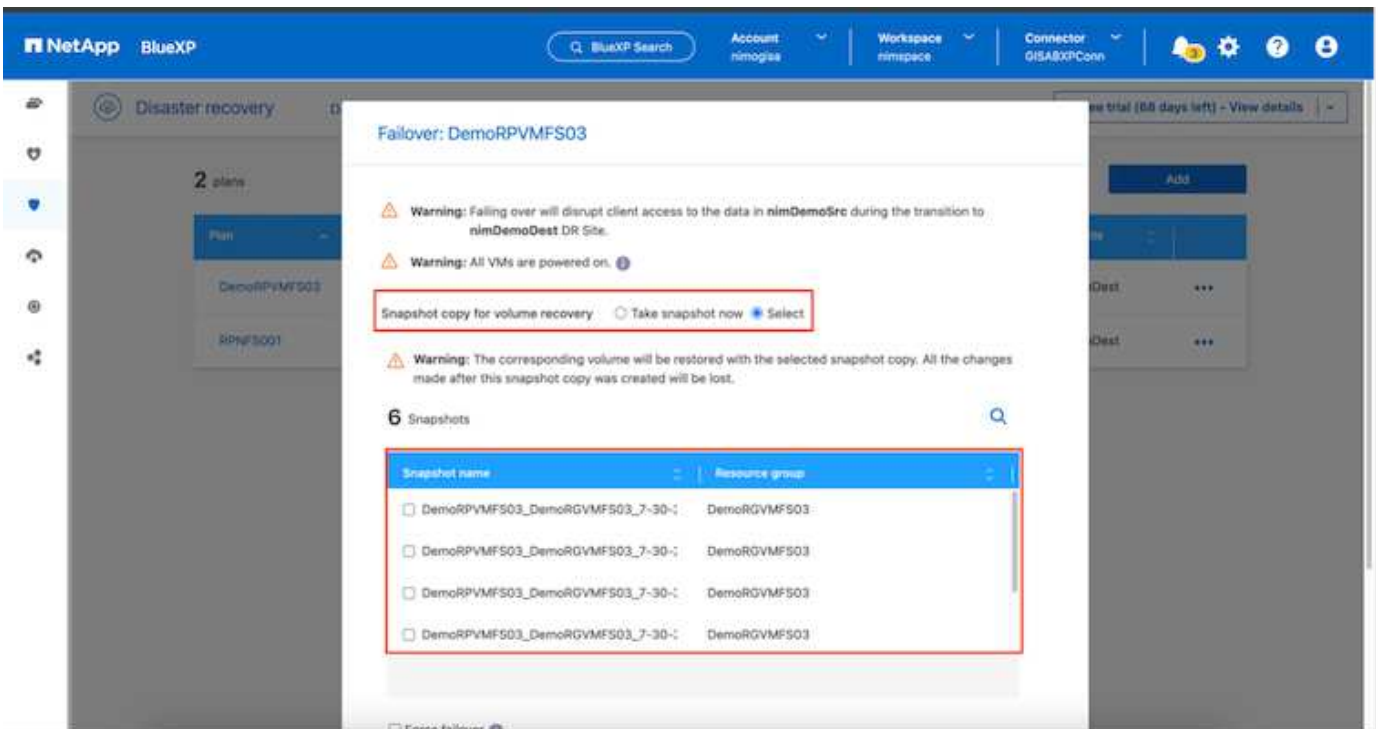 NetApp BlueXP
BlueXP Search
Account
nimogisa
Workspace
nimspace
Connector
GISABXPConn
3
Disaster recovery
ee trial (68 days left) - View details
Failover: DemoRPVMFS03
2 plans
Add
Warning: Failing over will disrupt client access to the data in nimDemoSrc during the transition to
nimDemoDest DR Site.
Plan
Warning: All VMs are powered on.
DemoRPVMFS03
Dest
Snapshot copy for volume recovery Take snapshot now Select
RPNFS001
Dest
Warning: The corresponding volume will be restored with the selected snapshot copy. All the changes
made after this snapshot copy was created will be lost.
6 Snapshots
Snapshot name Resource group
DemoRPVMFS03_DemoRGVMFS03_7-30- DemoRGVMFS03
DemoRPVMFS03_DemoRGVMFS03_7-30- DemoRGVMFS03
DemoRPVMFS03_DemoRGVMFS03_7-30- DemoRGVMFS03
DemoRPVMFS03_DemoRGVMFS03_7-30- DemoRGVMFS03
Force failover